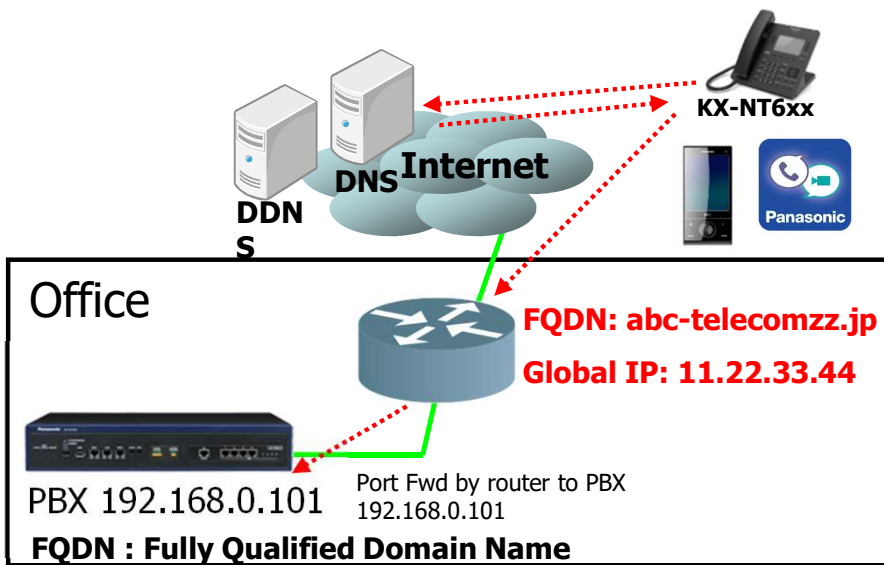 KX-NT6xx
Internet
DNS
DDN
S
Panasonic
Office
FQDN: abc-telecomzz.jp
Global IP: 11.22.33.44
Panasonic
PBX 192.168.0.101
Port Fwd by router to PBX
192.168.0.101
FQDN : Fully Qualified Domain Name